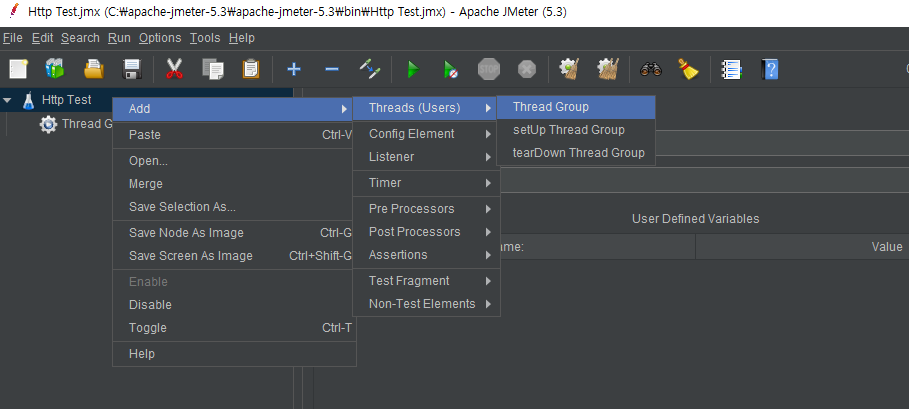 Http Test.jmx (C:₩apache-jmeter-5.3₩apache-jmeter-5.3₩bin₩Http Test.jmx) - Apache JMeter (5.3)
File Edit Search Run Options Tools Help
Http Test
Thread G
Add
Paste Ctrl-V
Open...
Merge
Save Selection As...
Save Node As Image Ctrl-G
Save Screen As Image Ctrl+Shift-G
Enable
Disable
Toggle Ctrl-T
Help
Threads (Users)
Config Element
Listener
Timer
Pre Processors
Post Processors
Assertions
Test Fragment
Non-Test Elements
Thread Group
setUp Thread Group
tearDown Thread Group
User Defined Variables
ame: Value